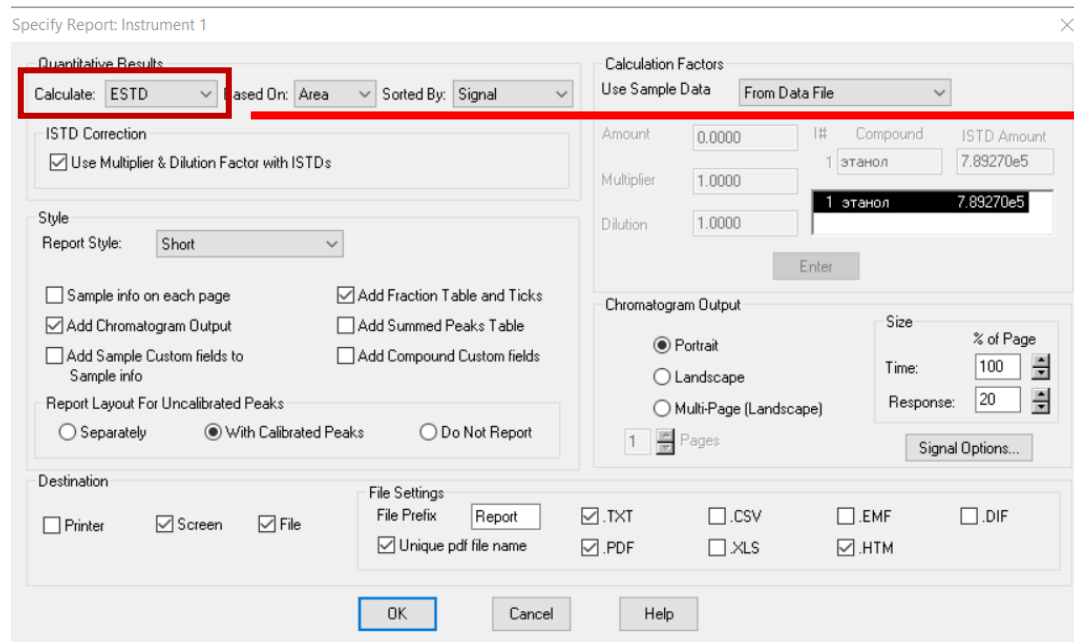 Specify Report: Instrument 1
Quantitative Results
Calculate: ESTD Based On: Area Sorted By: Signal
ISTD Correction
Use Multiplier & Dilution Factor with ISTDs
Style
Report Style: Short
Sample info on each page
Add Fraction Table and Ticks
Add Chromatogram Output
Add Summed Peaks Table
Add Sample Custom fields to
Sample info
Add Compound Custom fields
Report Layout For Uncalibrated Peaks
Separately With Calibrated Peaks Do Not Report
Calculation Factors
Use Sample Data From Data File
Amount 0.0000
I# Compound ISTD Amount
1 этанол 7.89270e5
Multiplier 1.0000
1 этанол 7.89270e5
Dilution 1.0000
Enter
Chromatogram Output
Portrait
Landscape
Multi-Page (Landscape)
1 Pages
Size
% of Page
Time: 100
Response: 20
Signal Options...
Destination
Printer Screen File
File Settings
File Prefix Report .TXT .CSV .EMF .DIF
Unique pdf file name .PDF .XLS .HTM
OK Cancel Help